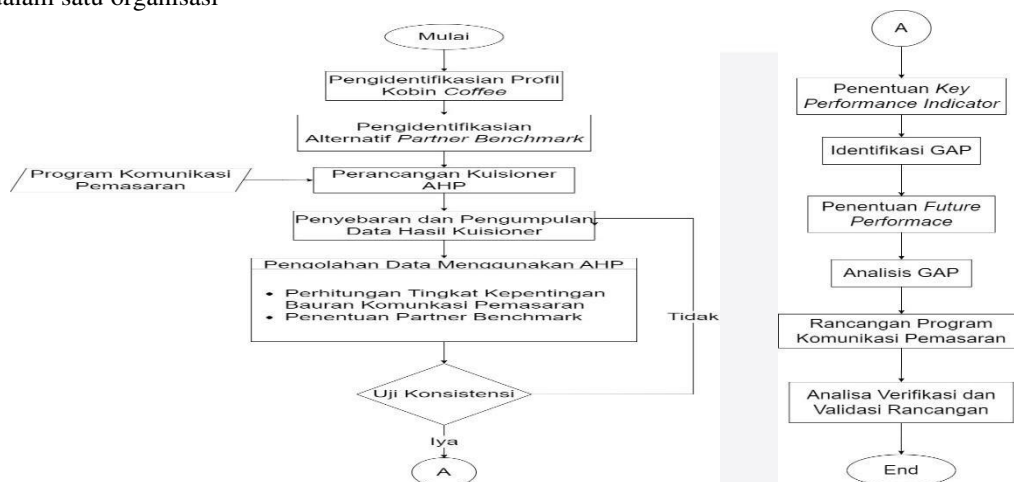 dalam satu organisasi
Mulai
Pengidentifikasian Profil
Kobin Coffee
Pengidentifikasian
Alternatif Partner Benchmark
Program Komunikasi
Pemasaran
Perancangan Kuisioner
AHP
Penyebaran dan Pengumpulan
Data Hasil Kuisioner
Pengolahan Data Menggunakan AHP
• Perhitungan Tingkat Kepentingan
Bauran Komunkasi Pemasaran
• Penentuan Partner Benchmark
Tidak
Uji Konsistensi
Iya
A
A
Penentuan Key
Performance Indicator
Identifikasi GAP
Penentuan Future
Performace
Analisis GAP
Rancangan Program
Komunikasi Pemasaran
Analisa Verifikasi dan
Validasi Rancangan
End